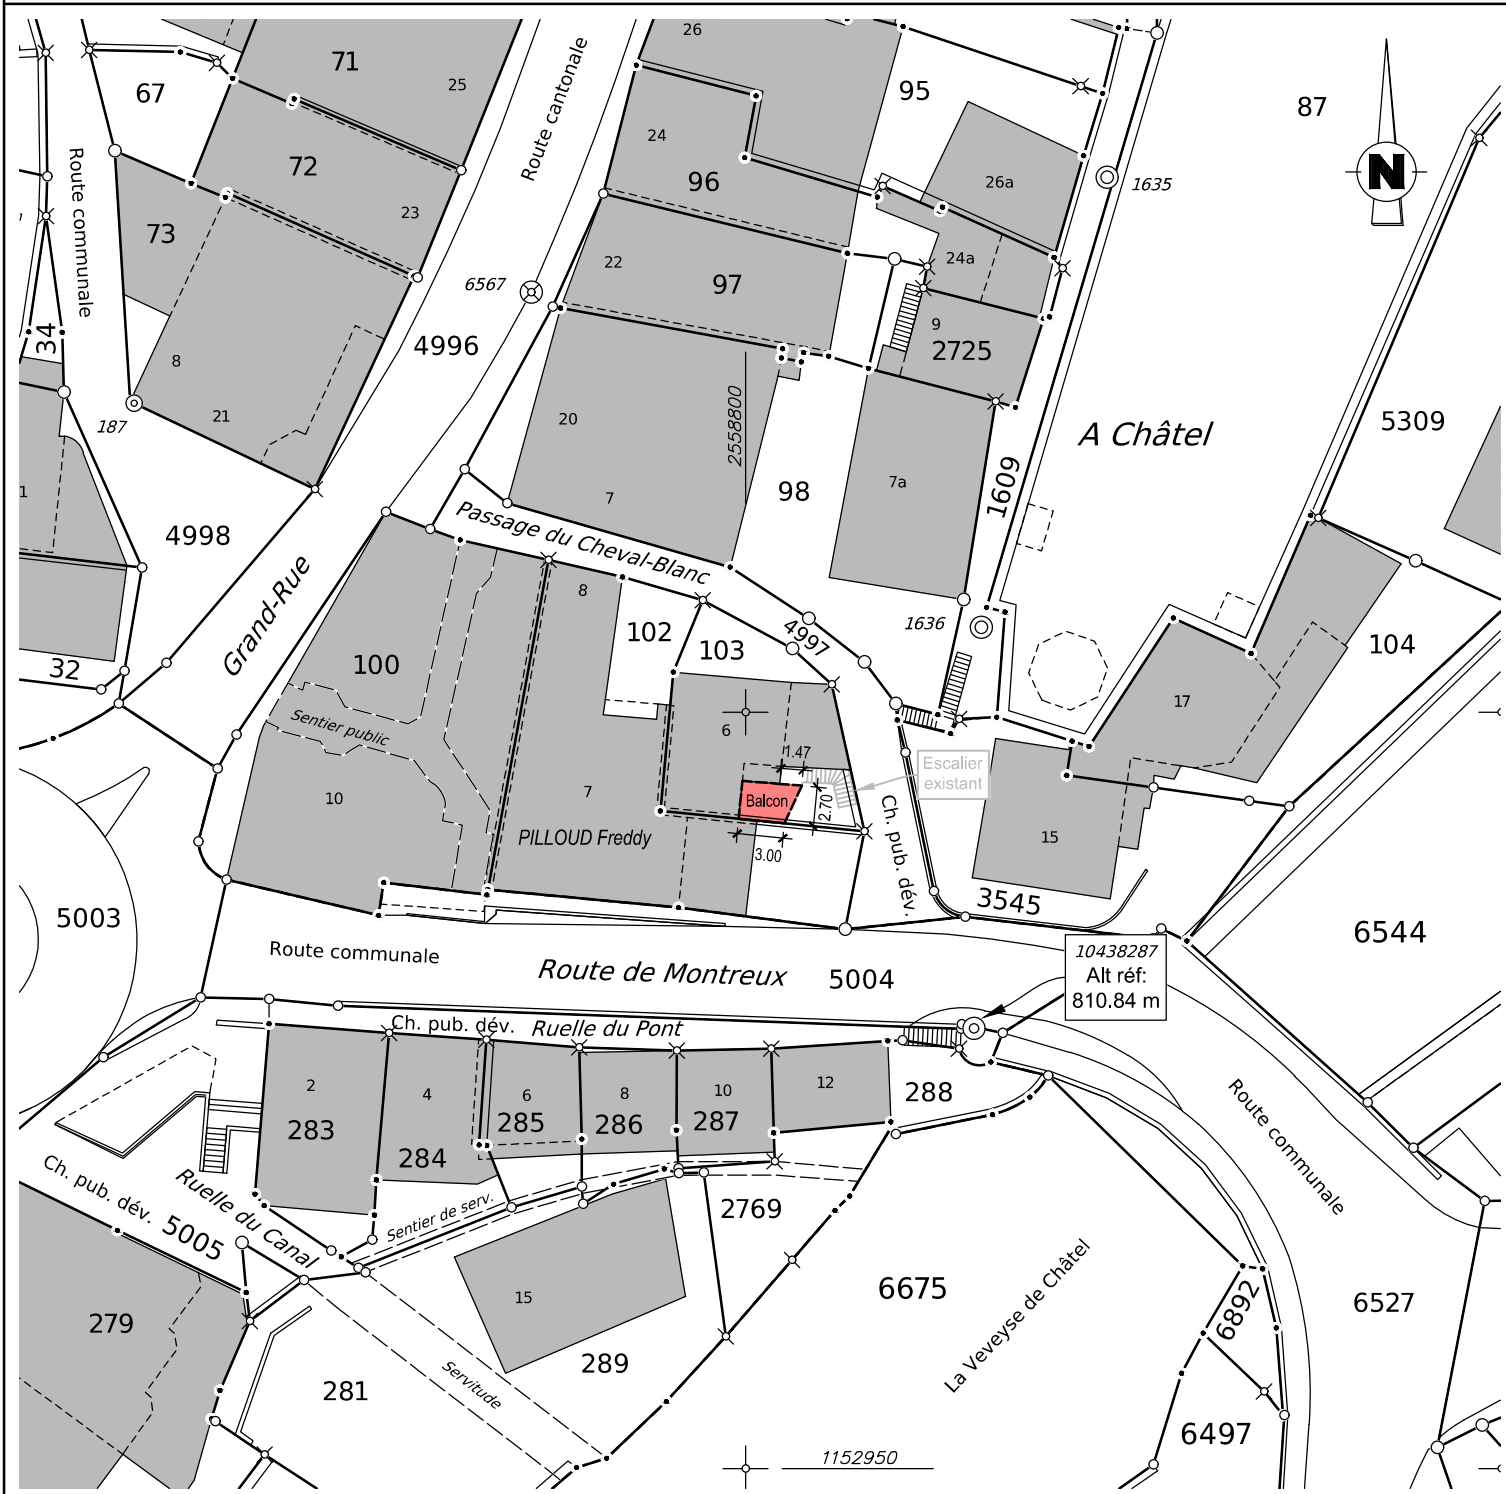 71
25
26
67
95
87
Route cantonale
24
72
96
26a
1635
N
Route communale
23
73
24a
22
97
6567
9
2725
34
4996
8
2558800
21
20
187
A Châtel
5309
1
7
98
7a
1609
4998
Passage du Cheval-Blanc
Grand-Rue
8
102
103
4997
1636
104
32
100
17
Sentier public
6
1.47
Escalier
existant
10
7
Balcon
2.70
PILLOUD Freddy
3.00
Ch. pub. dév.
15
3545
5003
6544
Route communale
Route de Montreux
5004
10438287
Alt réf:
810.84 m
Ch. pub. dév.
Ruelle du Pont
2
4
6
8
10
12
288
283
284
285
286
287
Route communale
Ch. pub. dév.
5005
Ruelle du Canal
Sentier de serv.
2769
15
6675
La Veveyse de Châtel
6892
6527
279
289
281
Servitude
6497
1152950